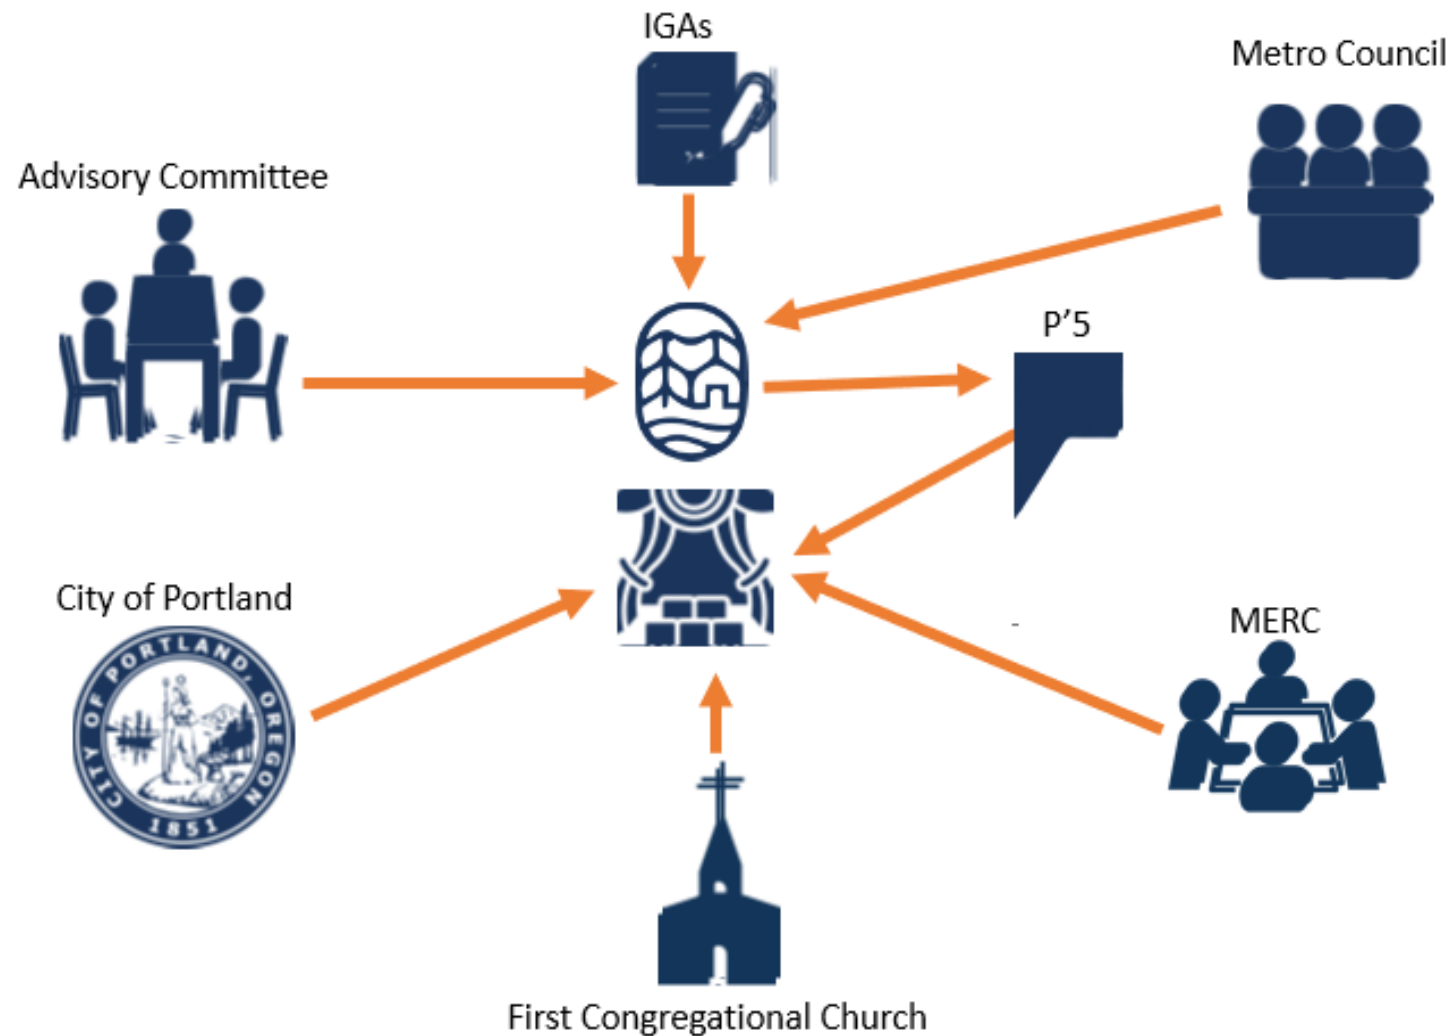 IGAs
Metro Council
Advisory Committee
P'5
City of Portland
CITY OF PORTLAND, OREGON
1851
MERC
First Congregational Church